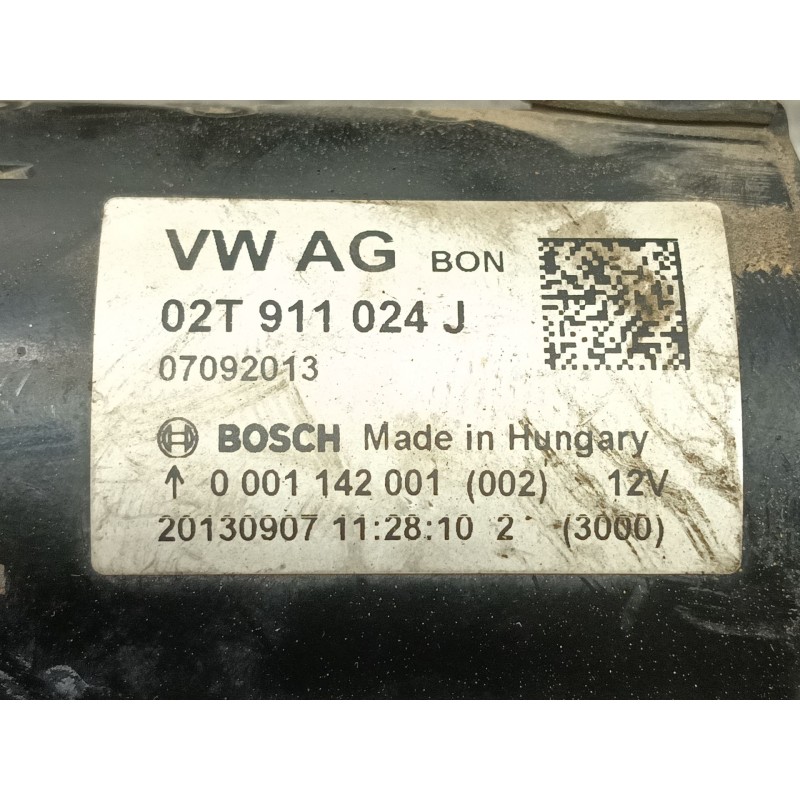 VW AG BON
02T 911 024 J
07092013
BOSCH Made in Hungary
↑ 0 001 142 001 (002) 12V
20130907 11:28:10 2 (3000)